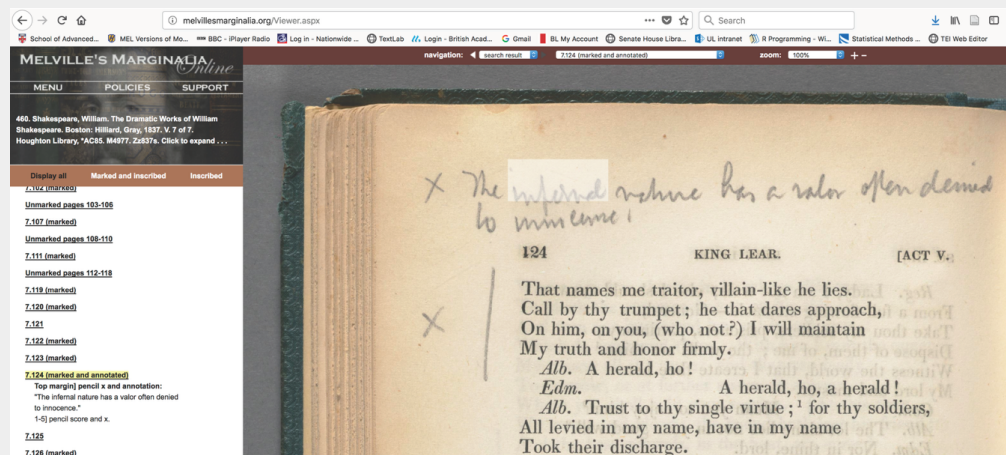 melvillesmarginalia.org/Viewer.aspx
Search
School of Advanced...
MEL Versions of Mo...
BBC - iPlayer Radio
Log in - Nationwide ...
TextLab
Login - British Acad...
Gmail
BL My Account
Senate House Libra...
UL intranet
R Programming - Wi...
Statistical Methods ...
TEI Web Editor
MELVILLE'S MARGINALIA
Online
MENU POLICIES SUPPORT
460. Shakespeare, William. The Dramatic Works of William
Shakespeare. Boston: Hilliard, Gray, 1837. V. 7 of 7.
Houghton Library, *AC85. M4977. Zz837s. Click to expand . . .
Display all Marked and inscribed Inscribed
7.102 (marked)
Unmarked pages 103-106
7.107 (marked)
Unmarked pages 108-110
7.111 (marked)
Unmarked pages 112-118
7.119 (marked)
7.120 (marked)
7.121
7.122 (marked)
7.123 (marked)
7.124 (marked and annotated)
Top margin] pencil x and annotation:
"The infernal nature has a valor often denied
to innocence."
1-5] pencil score and x.
7.125
7.126 (marked)
navigation: search result 7.124 (marked and annotated) zoom: 100% + −
X The infernal nature has a valor often denied
to innocence.
124 KING LEAR. [ACT V.
X
That names me traitor, villain-like he lies.
Call by thy trumpet; he that dares approach,
On him, on you, (who not?) I will maintain
My truth and honor firmly.
Alb. A herald, ho!
Edm. A herald, ho, a herald!
Alb. Trust to thy single virtue;¹ for thy soldiers,
All levied in my name, have in my name
Took their discharge.